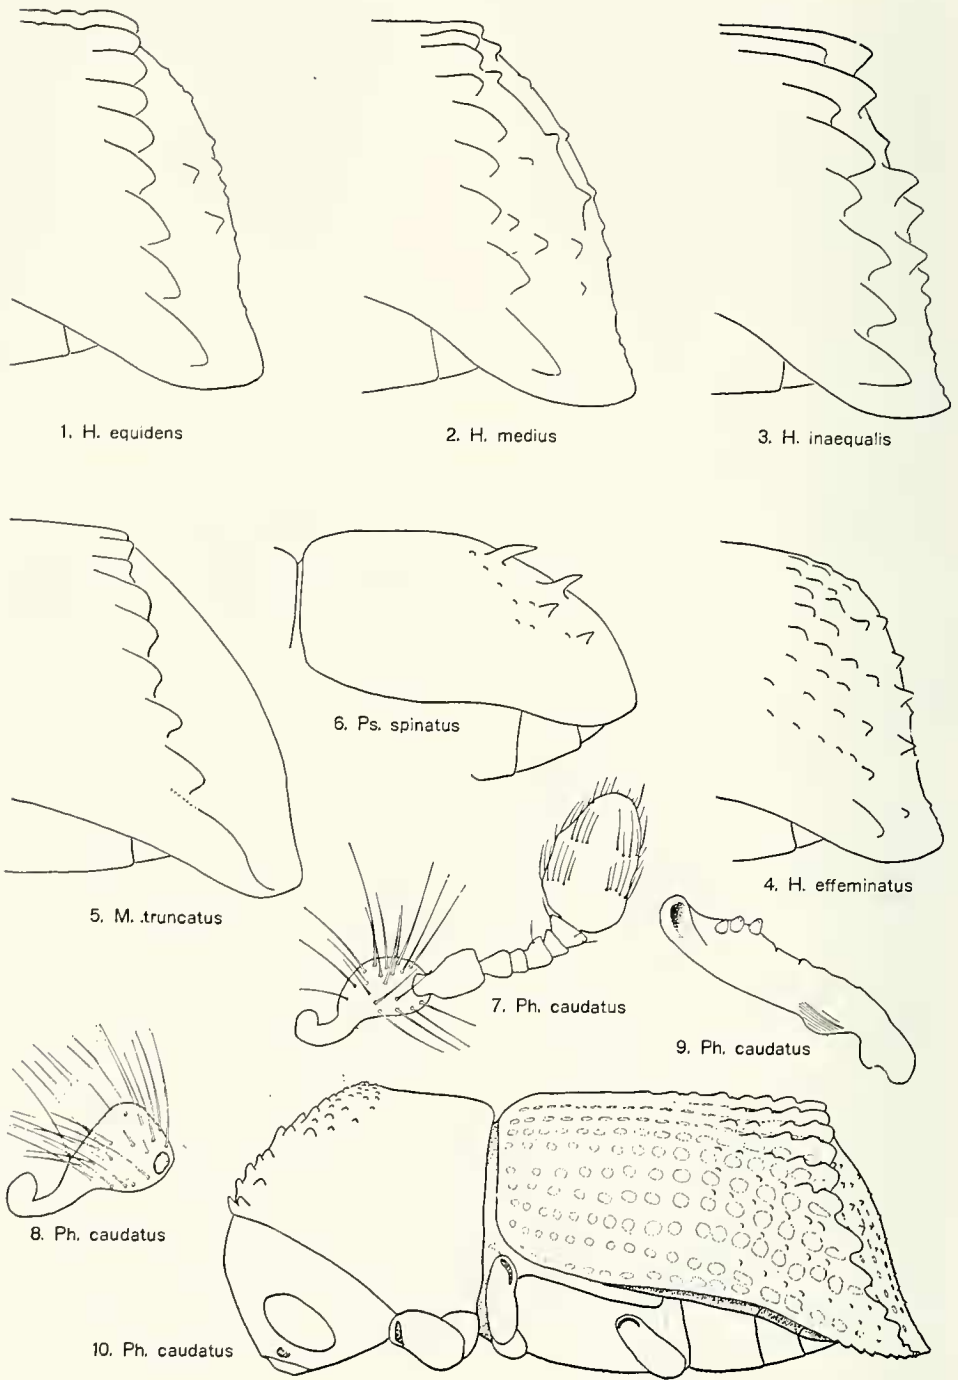 1. H. equidens
2. H. medius
3. H. inaequalis
6. Ps. spinatus
4. H. effeminatus
5. M. .truncatus
7. Ph. caudatus
9. Ph. caudatus
8. Ph. caudatus
10. Ph. caudatus